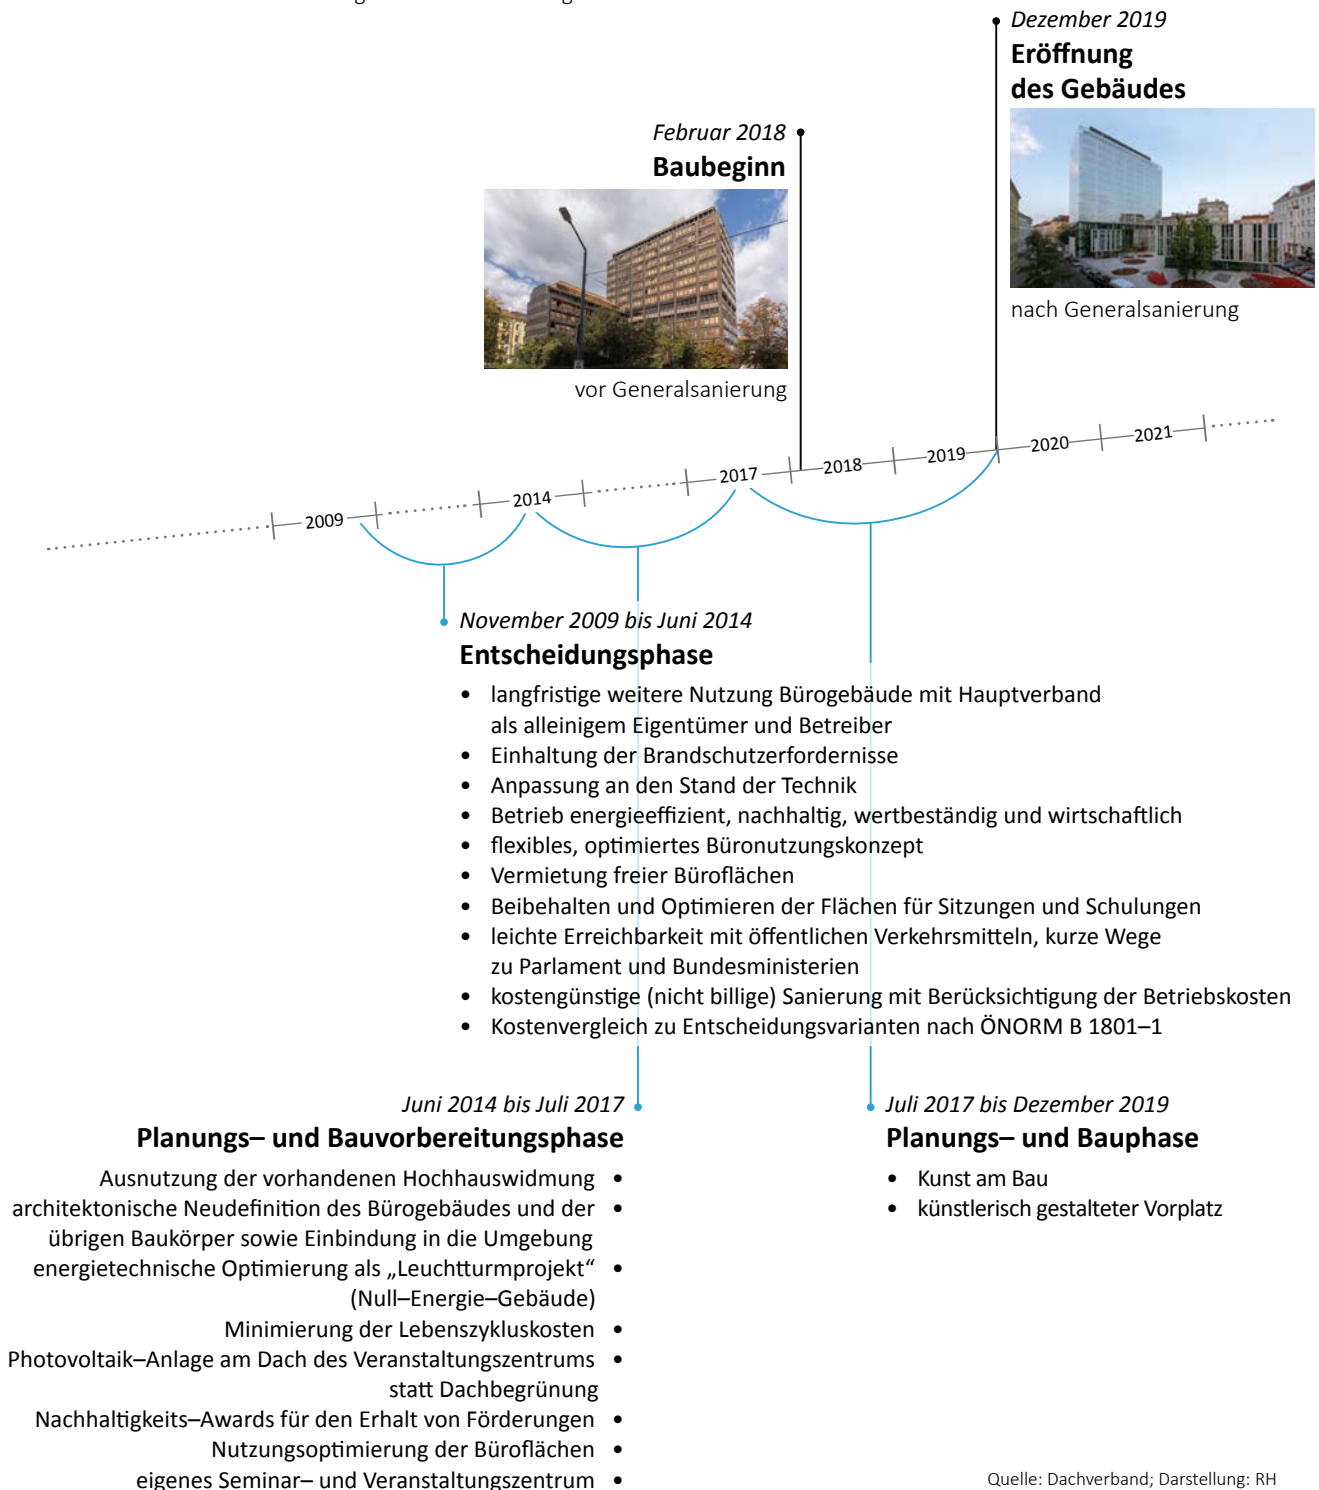 Dezember 2019
Eröffnung
des Gebäudes
nach Generalsanierung
Februar 2018
Baubeginn
vor Generalsanierung
2009
2014
2017
2018
2019
2020
2021
November 2009 bis Juni 2014
Entscheidungsphase
• langfristige weitere Nutzung Bürogebäude mit Hauptverband
als alleinigem Eigentümer und Betreiber
• Einhaltung der Brandschutzerfordernisse
• Anpassung an den Stand der Technik
• Betrieb energieeffizient, nachhaltig, wertbeständig und wirtschaftlich
• flexibles, optimiertes Büronutzungskonzept
• Vermietung freier Büroflächen
• Beibehalten und Optimieren der Flächen für Sitzungen und Schulungen
• leichte Erreichbarkeit mit öffentlichen Verkehrsmitteln, kurze Wege
zu Parlament und Bundesministerien
• kostengünstige (nicht billige) Sanierung mit Berücksichtigung der Betriebskosten
• Kostenvergleich zu Entscheidungsvarianten nach ÖNORM B 1801–1
Juni 2014 bis Juli 2017
Planungs– und Bauvorbereitungsphase
Ausnutzung der vorhandenen Hochhauswidmung •
architektonische Neudefinition des Bürogebäudes und der •
übrigen Baukörper sowie Einbindung in die Umgebung
energietechnische Optimierung als „Leuchtturmprojekt“ •
(Null–Energie–Gebäude)
Minimierung der Lebenszykluskosten •
Photovoltaik–Anlage am Dach des Veranstaltungszentrums •
statt Dachbegrünung
Nachhaltigkeits–Awards für den Erhalt von Förderungen •
Nutzungsoptimierung der Büroflächen •
eigenes Seminar– und Veranstaltungszentrum •
Juli 2017 bis Dezember 2019
Planungs– und Bauphase
• Kunst am Bau
• künstlerisch gestalteter Vorplatz
Quelle: Dachverband; Darstellung: RH